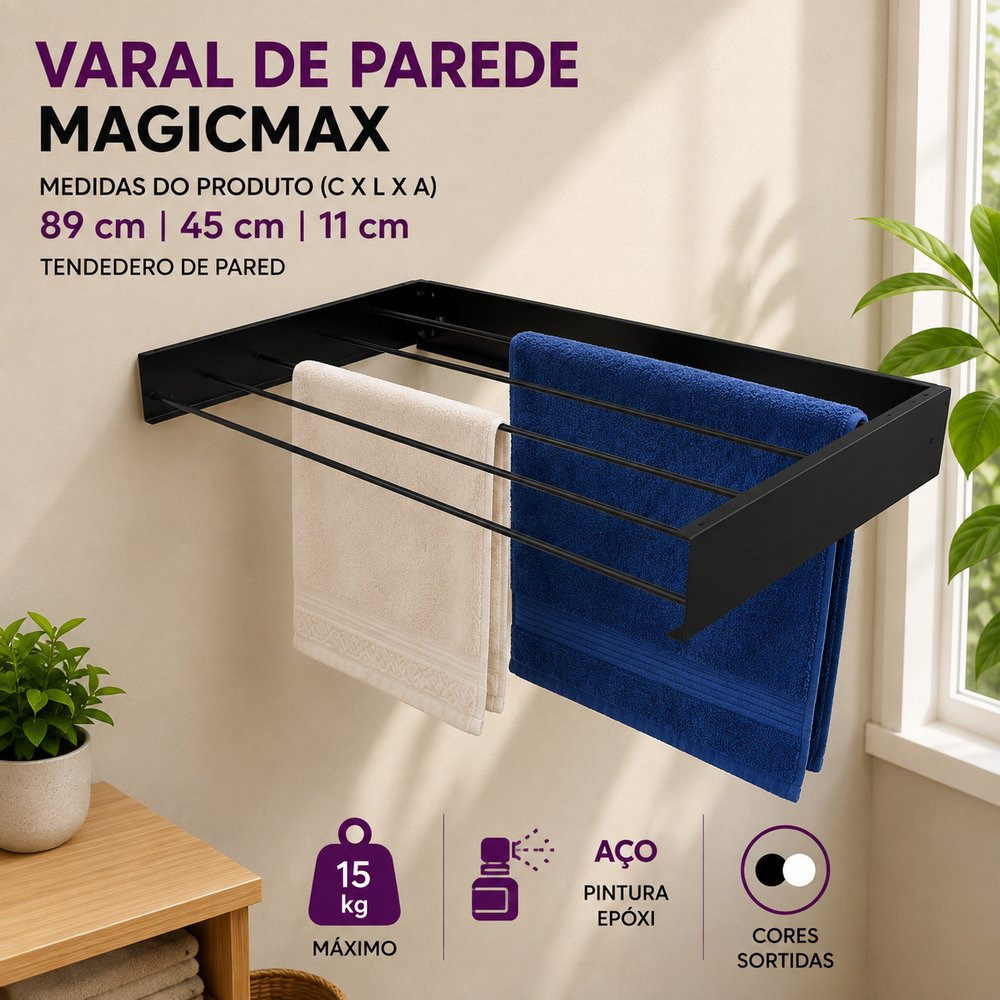 VARAL DE PAREDE
MAGICMAX
MEDIDAS DO PRODUTO (C X L X A)
89 cm | 45 cm | 11 cm
TENDEDERO DE PARED
15
kg
MÁXIMO
AÇO
PINTURA
EPÓXI
CORES
SORTIDAS